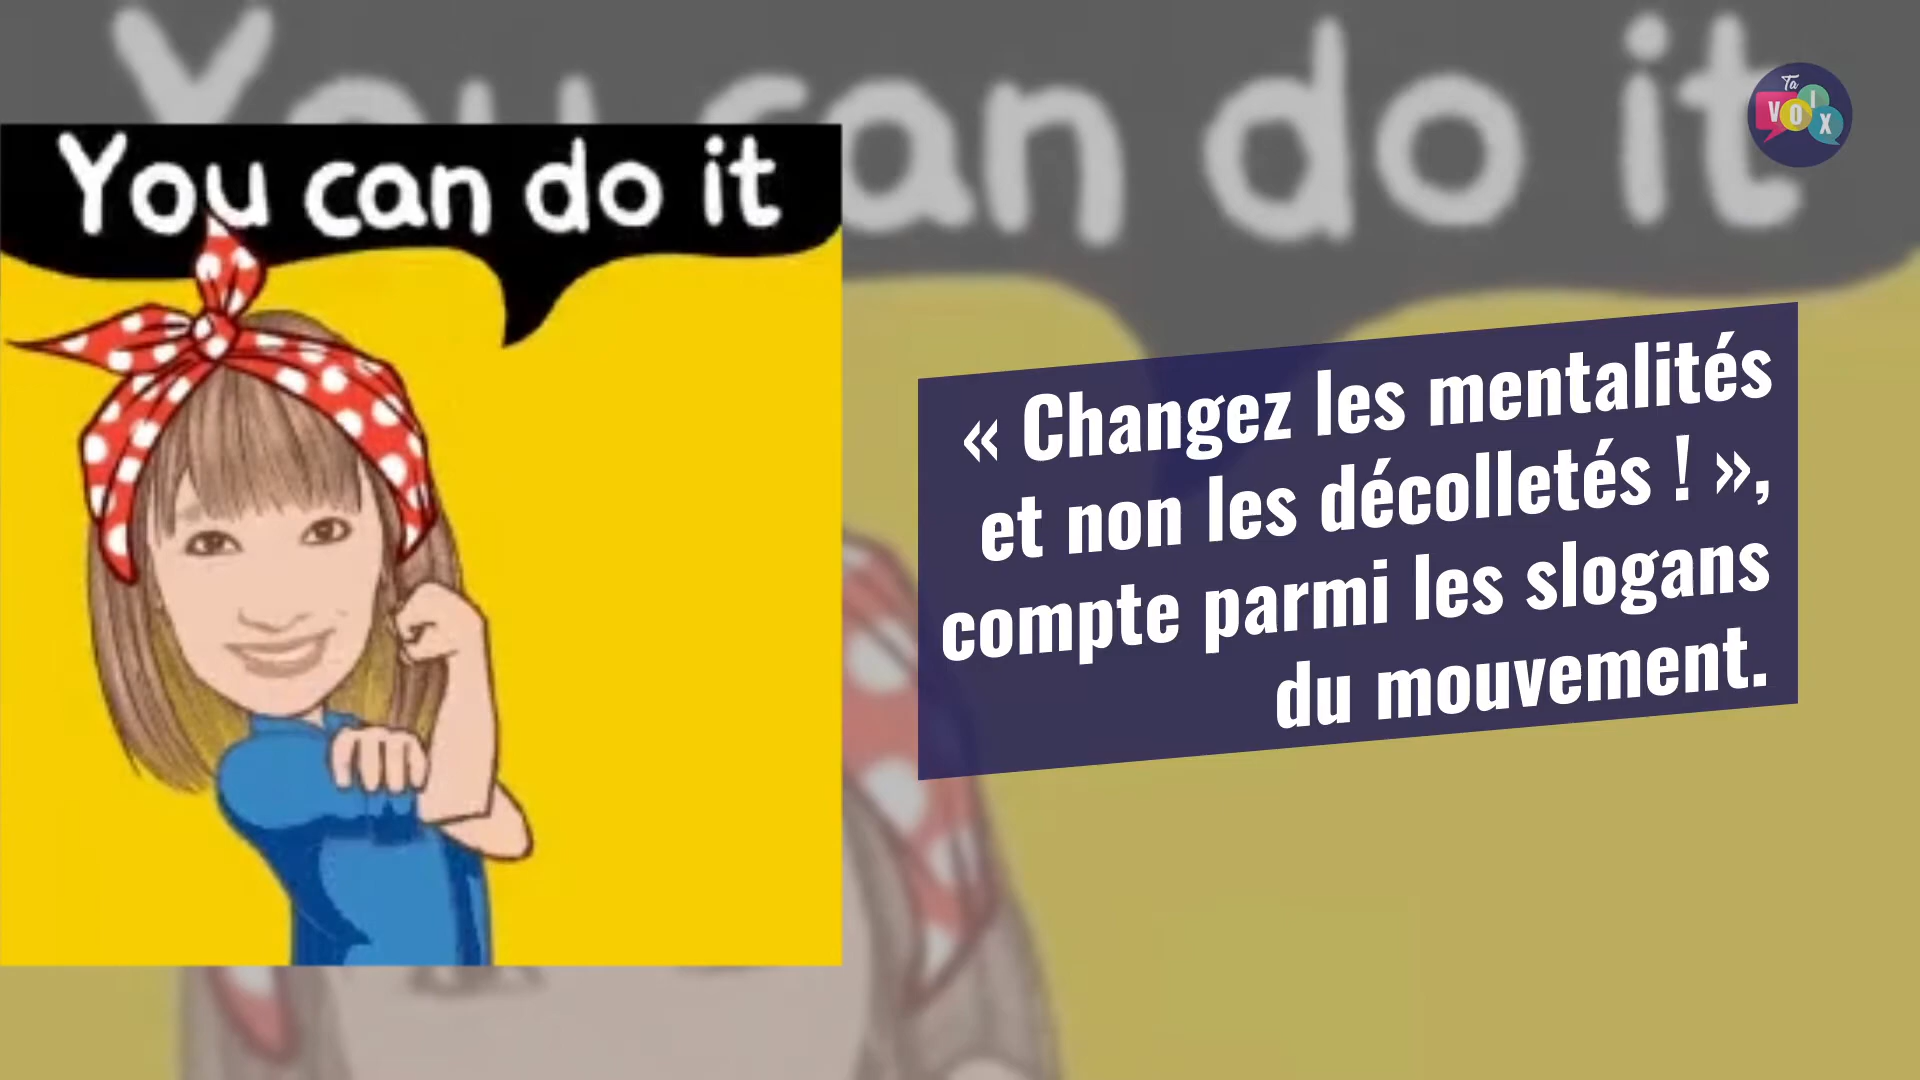 You can do it
You can do it
Ta
VOIX
« Changez les mentalités
et non les décolletés ! »,
compte parmi les slogans
du mouvement.